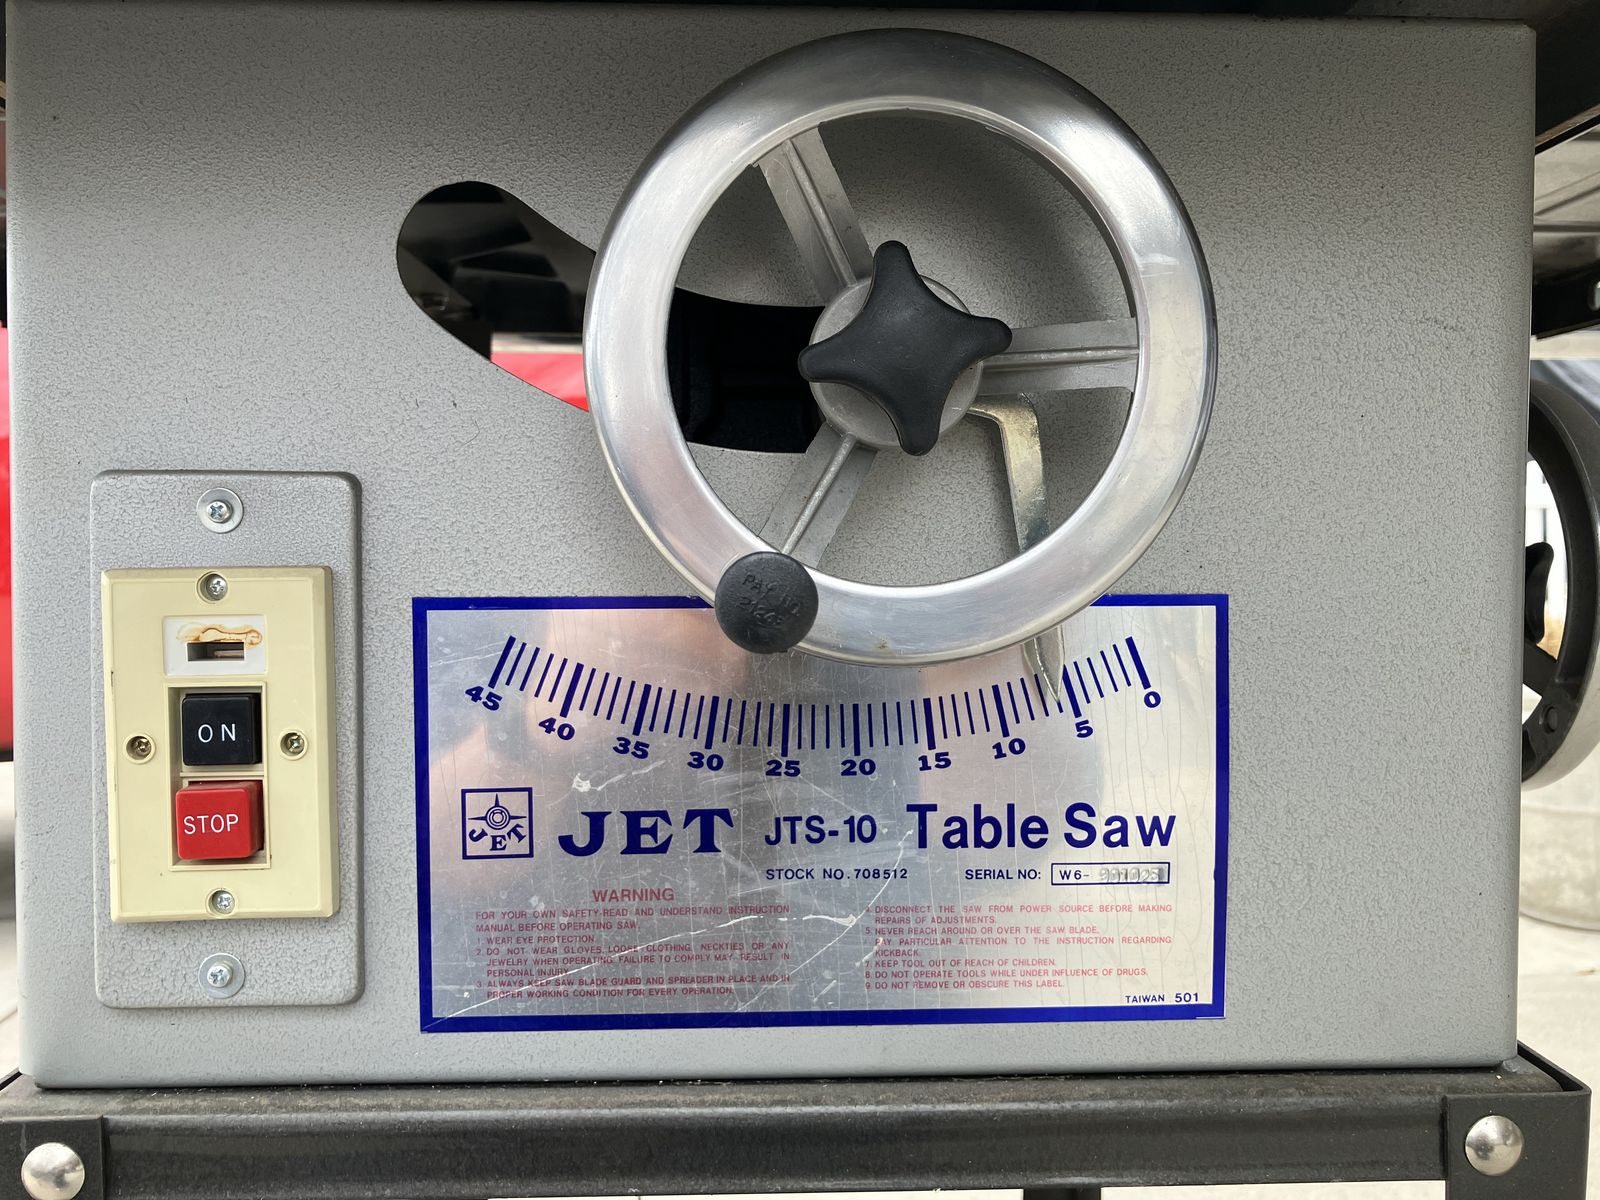 ON
STOP
PAT NO.
45 40 35 30 25 20 15 10 5 0
JET
JET JTS-10 Table Saw
STOCK NO. 708512 SERIAL NO: W6-
WARNING
FOR YOUR OWN SAFETY-READ AND UNDERSTAND INSTRUCTION
MANUAL BEFORE OPERATING SAW.
1. WEAR EYE PROTECTION.
2. DO NOT WEAR GLOVES, LOOSE CLOTHING, NECKTIES OR ANY
JEWELRY WHEN OPERATING. FAILURE TO COMPLY MAY RESULT IN
PERSONAL INJURY.
3. ALWAYS KEEP SAW BLADE GUARD AND SPREADER IN PLACE AND IN
PROPER WORKING CONDITION FOR EVERY OPERATION.
4. DISCONNECT THE SAW FROM POWER SOURCE BEFORE MAKING
REPAIRS OF ADJUSTMENTS.
5. NEVER REACH AROUND OR OVER THE SAW BLADE.
PAY PARTICULAR ATTENTION TO THE INSTRUCTION REGARDING
KICKBACK.
7. KEEP TOOL OUT OF REACH OF CHILDREN.
8. DO NOT OPERATE TOOLS WHILE UNDER INFLUENCE OF DRUGS.
9. DO NOT REMOVE OR OBSCURE THIS LABEL.
TAIWAN 501